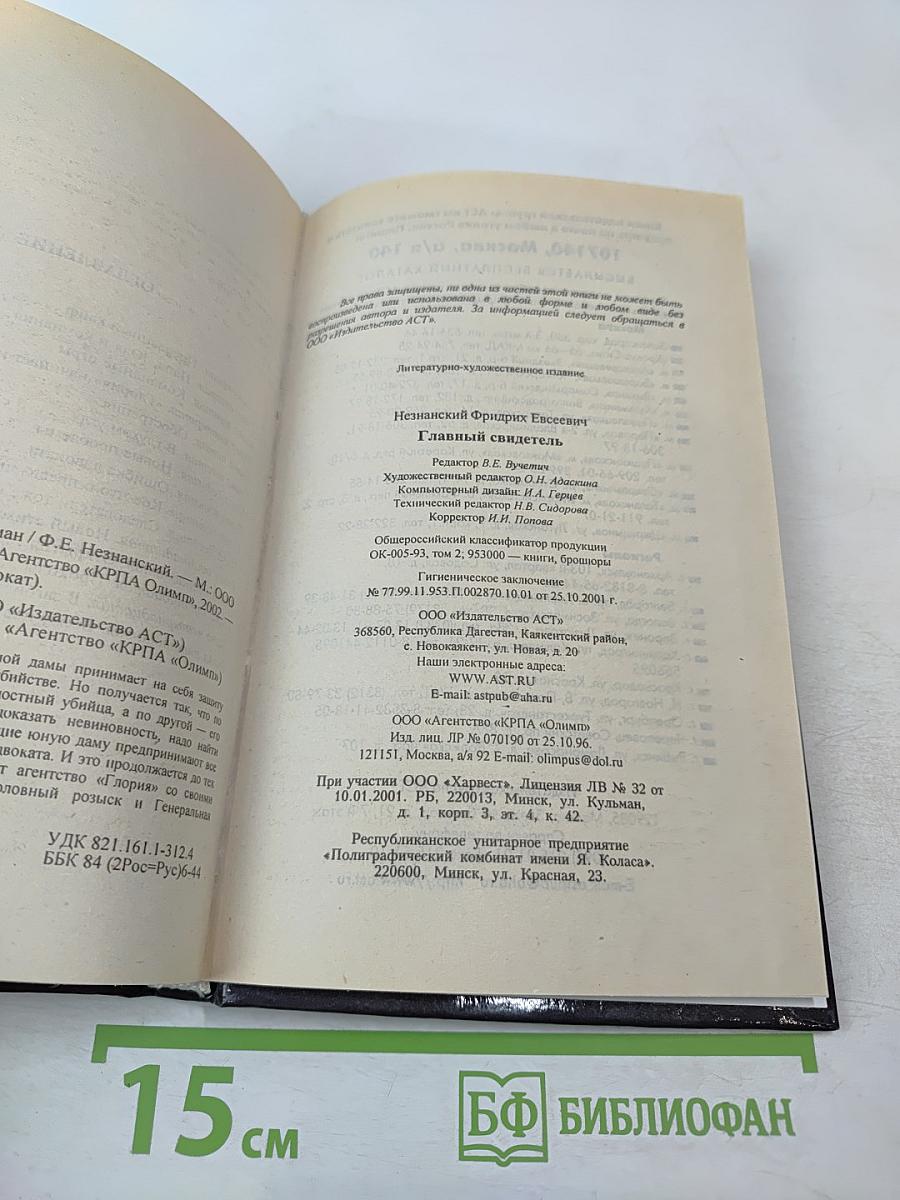 ман / Ф.Е. Незнанский. — М.: ООО
Агентство «КРПА Олимп», 2002. —
окат).
О «Издательство АСТ»)
«Агентство «КРПА «Олимп»)
ной дамы принимает на себя защиту
бийстве. Но получается так, что по
ностный убийца, а по другой — его
доказать невиновность, надо найти
щие юную даму предпринимают все
двоката. И это продолжается до тех
т агентство «Глория» со своими
ловный розыск и Генеральная
УДК 821.161.1-312.4
ББК 84 (2Рос=Рус)6-44
Все права защищены, ни одна из частей этой книги не может быть
воспроизведена или использована в любой форме и любом виде без
разрешения автора и издателя. За информацией следует обращаться в
ООО «Издательство АСТ».
Литературно-художественное издание
Незнанский Фридрих Евсеевич
Главный свидетель
Редактор В.Е. Вучетич
Художественный редактор О.Н. Адаскина
Компьютерный дизайн: И.А. Герцев
Технический редактор Н.В. Сидорова
Корректор И.И. Попова
Общероссийский классификатор продукции
ОК-005-93, том 2; 953000 — книги, брошюры
Гигиеническое заключение
№ 77.99.11.953.П.002870.10.01 от 25.10.2001 г.
ООО «Издательство АСТ»
368560, Республика Дагестан, Каякентский район,
с. Новокаякент, ул. Новая, д. 20
Наши электронные адреса:
WWW.AST.RU
E-mail: astpub@aha.ru
ООО «Агентство «КРПА «Олимп»
Изд. лиц. ЛР № 070190 от 25.10.96.
121151, Москва, а/я 92 E-mail: olimpus@dol.ru
При участии ООО «Харвест». Лицензия ЛВ № 32 от
10.01.2001. РБ, 220013, Минск, ул. Кульман,
д. 1, корп. 3, эт. 4, к. 42.
Республиканское унитарное предприятие
«Полиграфический комбинат имени Я. Коласа».
220600, Минск, ул. Красная, 23.
15 см
БФ БИБЛИОФАН